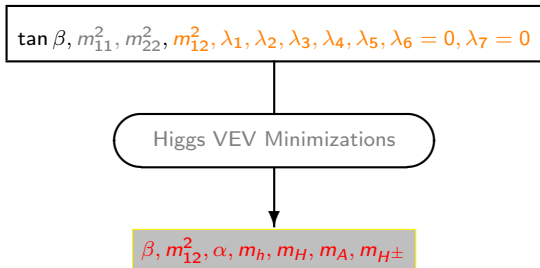 tan β, m²₁₁, m²₂₂, m²₁₂, λ₁, λ₂, λ₃, λ₄, λ₅, λ₆ = 0, λ₇ = 0
Higgs VEV Minimizations
β, m²₁₂, α, mₕ, m_H, m_A, m_H±